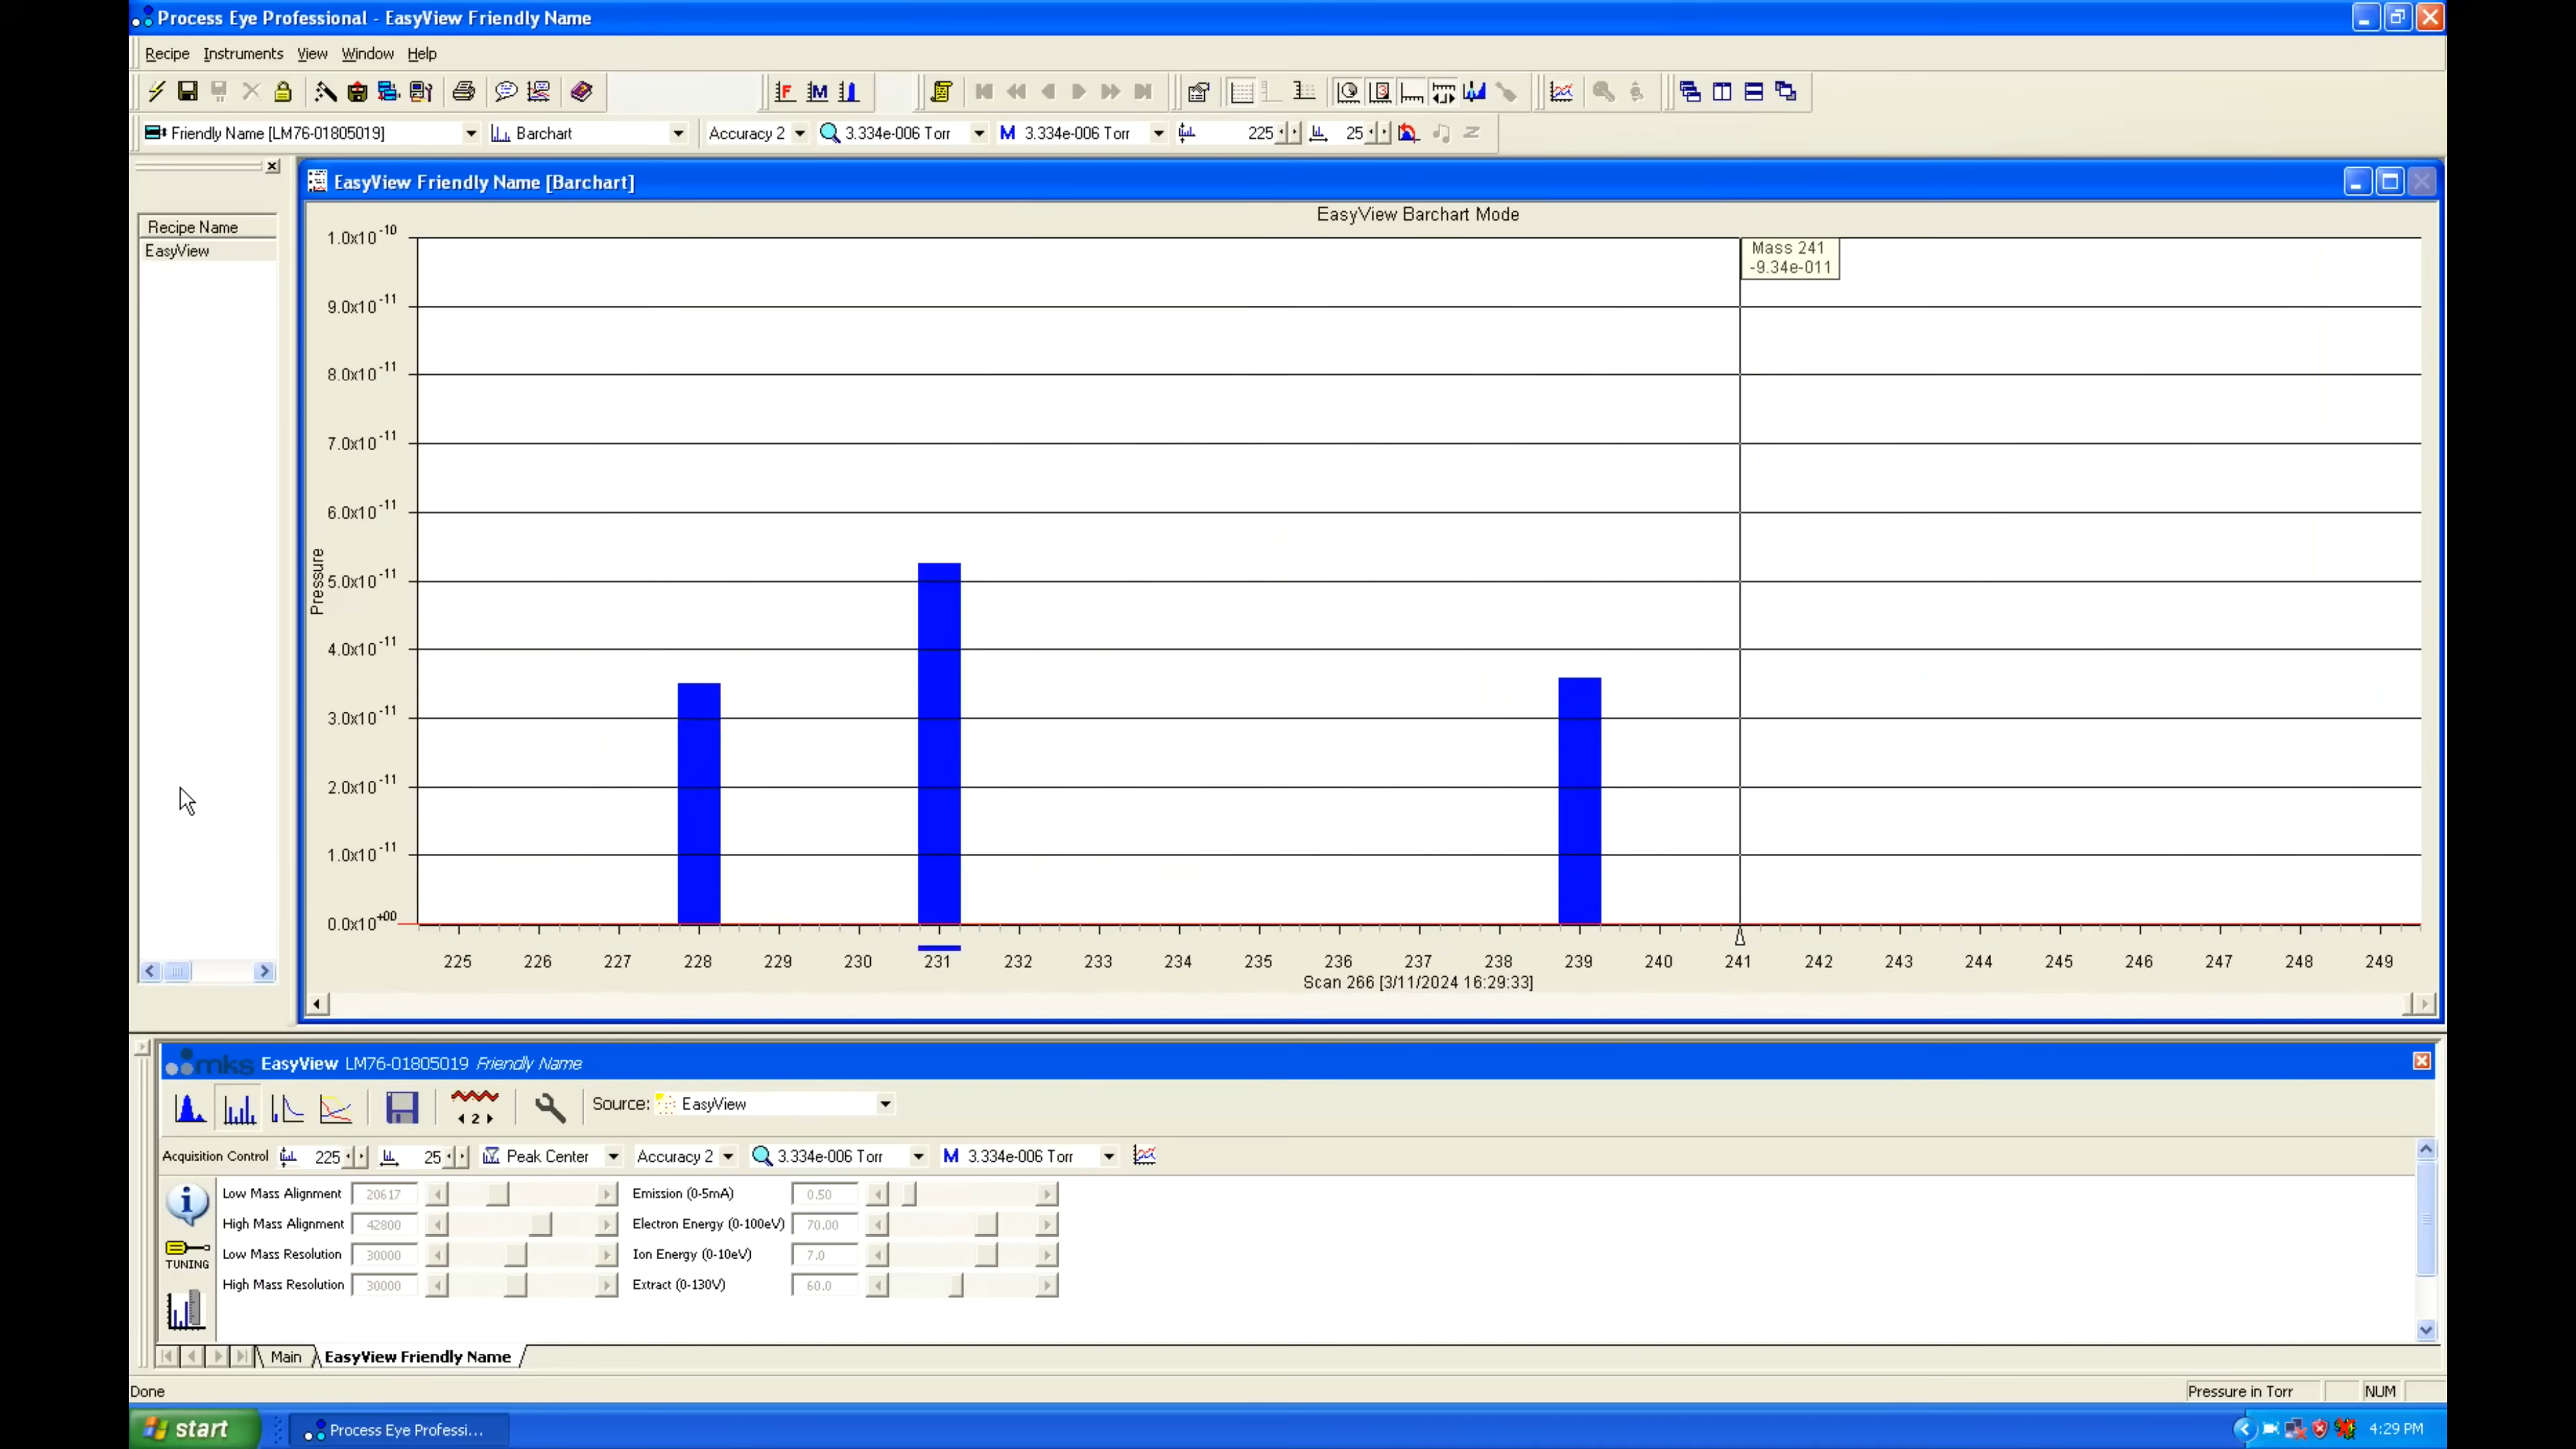 Process Eye Professional - EasyView Friendly Name
Recipe Instruments View Window Help
Friendly Name [LM76-01805019] Barchart Accuracy 2 3.334e-006 Torr M 3.334e-006 Torr 225 25
EasyView Friendly Name [Barchart]
Recipe Name
EasyView
EasyView Barchart Mode
Mass 241
-9.34e-011
Pressure
1.0x10 -10
9.0x10 -11
8.0x10 -11
7.0x10 -11
6.0x10 -11
5.0x10 -11
4.0x10 -11
3.0x10 -11
2.0x10 -11
1.0x10 -11
0.0x10 +00
225 226 227 228 229 230 231 232 233 234 235 236 237 238 239 240 241 242 243 244 245 246 247 248 249
Scan 266 [3/11/2024 16:29:33]
mks EasyView LM76-01805019 Friendly Name
2 Source: EasyView
Acquisition Control 225 25 Peak Center Accuracy 2 3.334e-006 Torr M 3.334e-006 Torr
Low Mass Alignment 20617 Emission (0-5mA) 0.50
High Mass Alignment 42800 Electron Energy (0-100eV) 70.00
Low Mass Resolution 30000 Ion Energy (0-10eV) 7.0
TUNING
High Mass Resolution 30000 Extract (0-130V) 60.0
Main EasyView Friendly Name
Done Pressure in Torr NUM
start Process Eye Professi... 4:29 PM